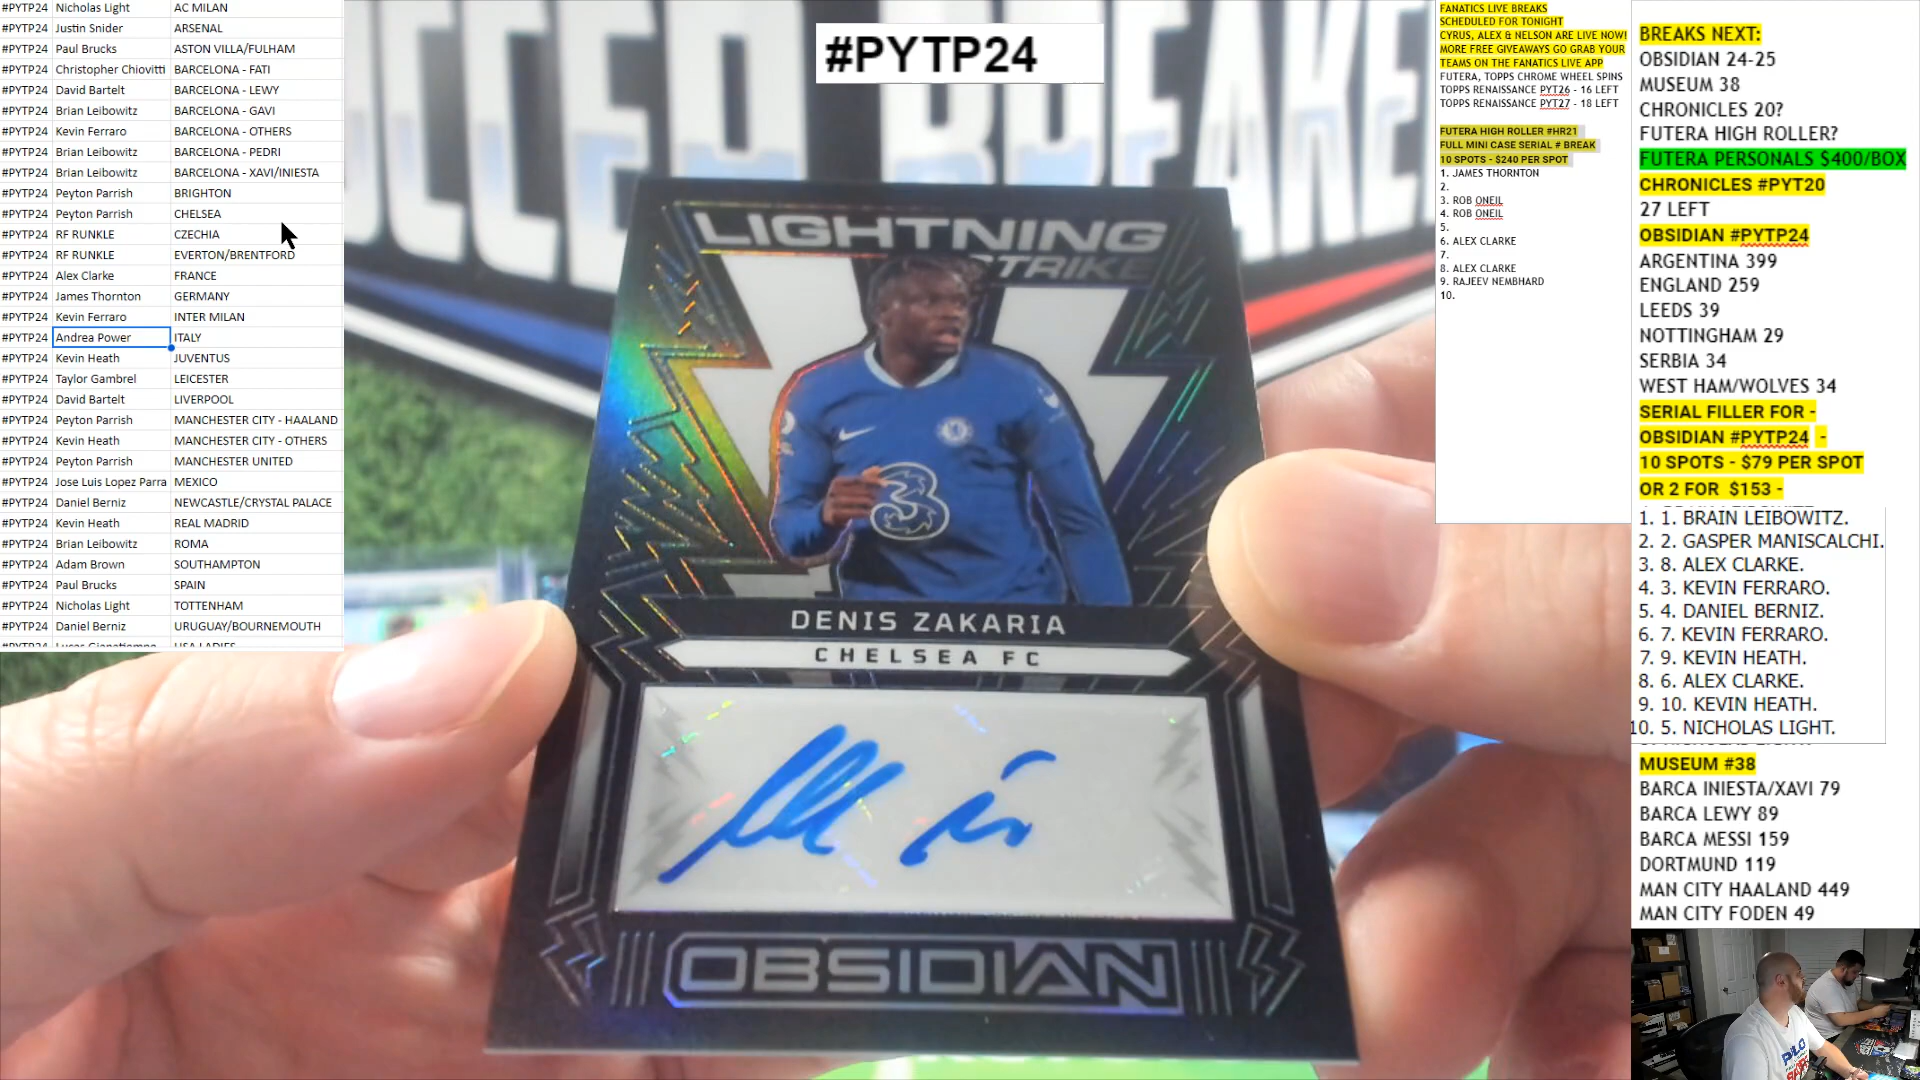 #PYTP24 Nicholas Light AC MILAN
#PYTP24 Justin Snider ARSENAL
#PYTP24 Paul Brucks ASTON VILLA/FULHAM
#PYTP24 Christopher Chiovitti BARCELONA - FATI
#PYTP24 David Bartelt BARCELONA - LEWY
#PYTP24 Brian Leibowitz BARCELONA - GAVI
#PYTP24 Kevin Ferraro BARCELONA - OTHERS
#PYTP24 Brian Leibowitz BARCELONA - PEDRI
#PYTP24 Brian Leibowitz BARCELONA - XAVI/INIESTA
#PYTP24 Peyton Parrish BRIGHTON
#PYTP24 Peyton Parrish CHELSEA
#PYTP24 RF RUNKLE CZECHIA
#PYTP24 RF RUNKLE EVERTON/BRENTFORD
#PYTP24 Alex Clarke FRANCE
#PYTP24 James Thornton GERMANY
#PYTP24 Kevin Ferraro INTER MILAN
#PYTP24 Andrea Power ITALY
#PYTP24 Kevin Heath JUVENTUS
#PYTP24 Taylor Gambrel LEICESTER
#PYTP24 David Bartelt LIVERPOOL
#PYTP24 Peyton Parrish MANCHESTER CITY - HAALAND
#PYTP24 Kevin Heath MANCHESTER CITY - OTHERS
#PYTP24 Peyton Parrish MANCHESTER UNITED
#PYTP24 Jose Luis Lopez Parra MEXICO
#PYTP24 Daniel Berniz NEWCASTLE/CRYSTAL PALACE
#PYTP24 Kevin Heath REAL MADRID
#PYTP24 Brian Leibowitz ROMA
#PYTP24 Adam Brown SOUTHAMPTON
#PYTP24 Paul Brucks SPAIN
#PYTP24 Nicholas Light TOTTENHAM
#PYTP24 Daniel Berniz URUGUAY/BOURNEMOUTH
#PYTP24
LIGHTNING
STRIKE
3
DENIS ZAKARIA
CHELSEA FC
OBSIDIAN
FANATICS LIVE BREAKS
SCHEDULED FOR TONIGHT
CYRUS, ALEX & NELSON ARE LIVE NOW!
MORE FREE GIVEAWAYS GO GRAB YOUR
TEAMS ON THE FANATICS LIVE APP
FUTERA, TOPPS CHROME WHEEL SPINS
TOPPS RENAISSANCE PYT26 - 16 LEFT
TOPPS RENAISSANCE PYT27 - 18 LEFT
FUTERA HIGH ROLLER #HR21
FULL MINI CASE SERIAL # BREAK
10 SPOTS - $240 PER SPOT
1. JAMES THORNTON
2.
3. ROB ONEIL
4. ROB ONEIL
5.
6. ALEX CLARKE
7.
8. ALEX CLARKE
9. RAJEEV NEMBHARD
10.
BREAKS NEXT:
OBSIDIAN 24-25
MUSEUM 38
CHRONICLES 20?
FUTERA HIGH ROLLER?
FUTERA PERSONALS $400/BOX
CHRONICLES #PYT20
27 LEFT
OBSIDIAN #PYTP24
ARGENTINA 399
ENGLAND 259
LEEDS 39
NOTTINGHAM 29
SERBIA 34
WEST HAM/WOLVES 34
SERIAL FILLER FOR -
OBSIDIAN #PYTP24 -
10 SPOTS - $79 PER SPOT
OR 2 FOR $153 -
1. 1. BRAIN LEIBOWITZ.
2. 2. GASPER MANISCALCHI.
3. 8. ALEX CLARKE.
4. 3. KEVIN FERRARO.
5. 4. DANIEL BERNIZ.
6. 7. KEVIN FERRARO.
7. 9. KEVIN HEATH.
8. 6. ALEX CLARKE.
9. 10. KEVIN HEATH.
10. 5. NICHOLAS LIGHT.
MUSEUM #38
BARCA INIESTA/XAVI 79
BARCA LEWY 89
BARCA MESSI 159
DORTMUND 119
MAN CITY HAALAND 449
MAN CITY FODEN 49